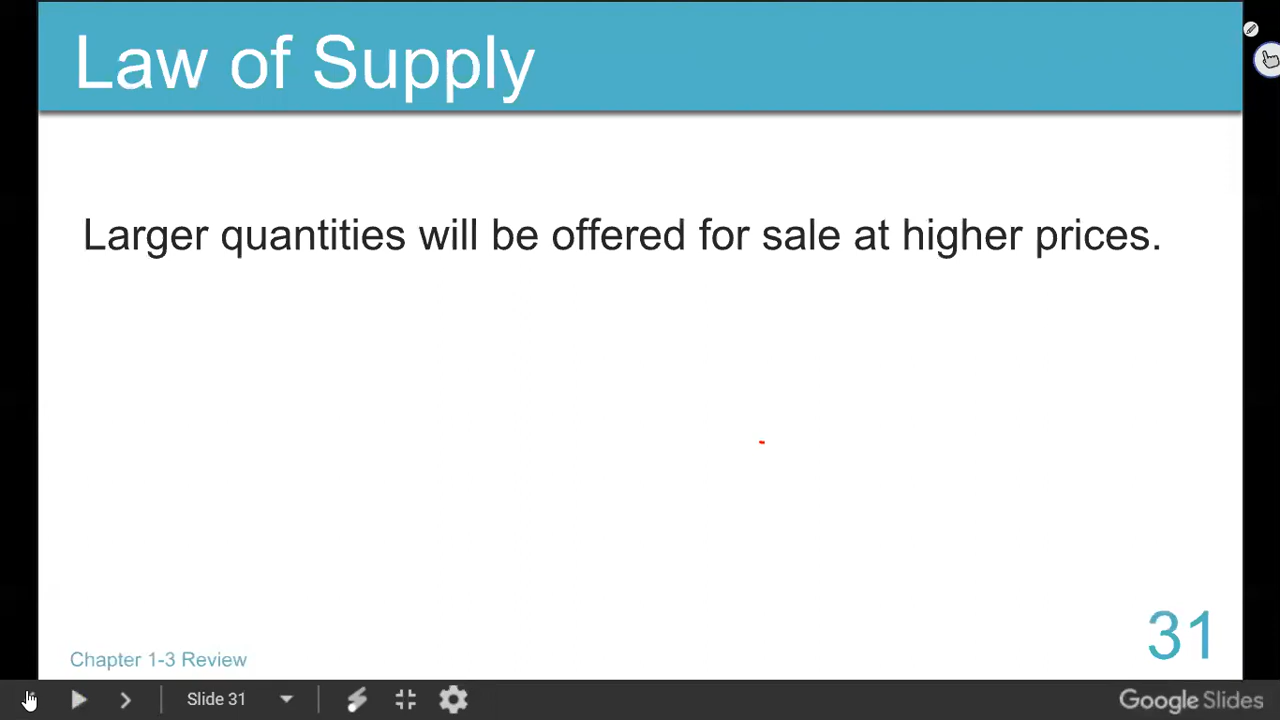 Law of Supply
Larger quantities will be offered for sale at higher prices.
31
Chapter 1-3 Review
Slide 31
Google Slides